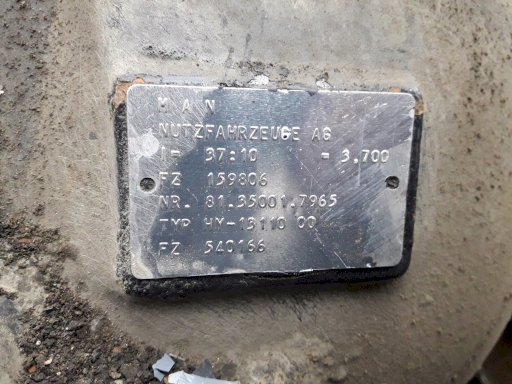 M A N
NUTZFAHRZEUGE AG
I= 37:10 = 3.700
FZ 159806
NR. 81.35001.7965
TYP HY-13110 00
FZ 540166